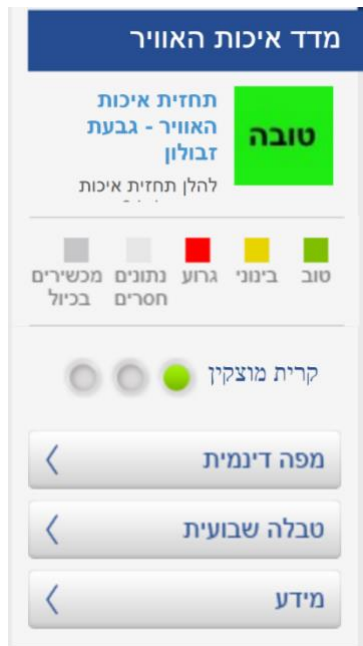 מדד איכות האוויר
תחזית איכות
האוויר - גבעת
זבולון
טובה
להלן תחזית איכות
טוב
בינוני
גרוע
נתונים
חסרים
מכשירים
בכיול
קרית מוצקין
מפה דינמית
טבלה שבועית
מידע